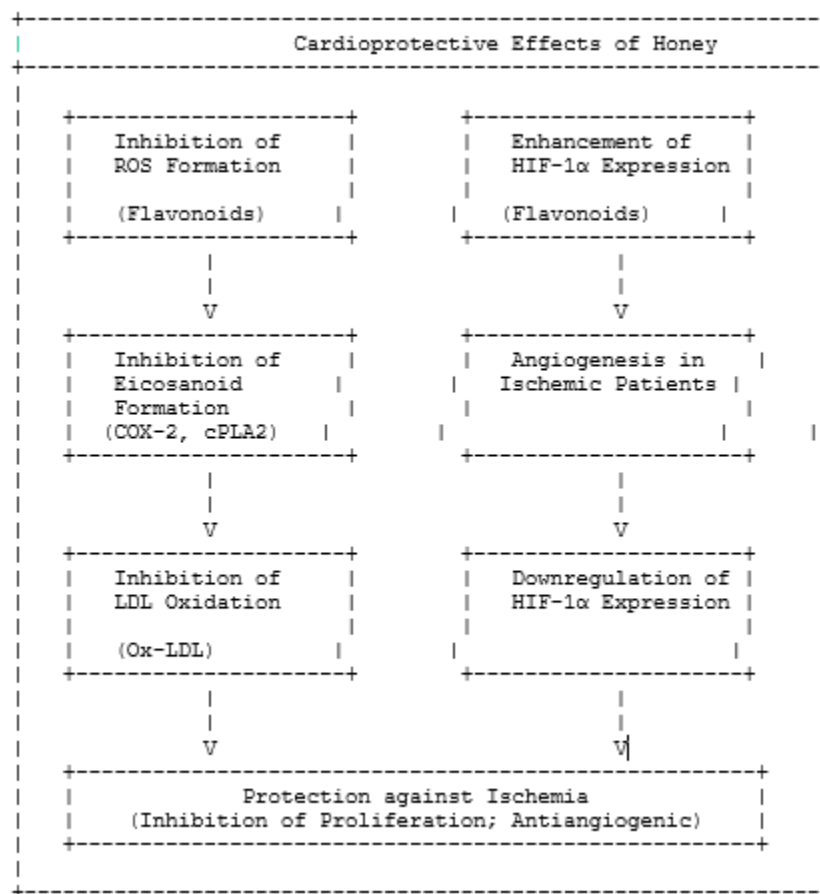 Cardioprotective Effects of Honey
Inhibition of
ROS Formation
(Flavonoids)
Enhancement of
HIF-1α Expression
(Flavonoids)
V
V
Inhibition of
Eicosanoid
Formation
(COX-2, cPLA2)
Angiogenesis in
Ischemic Patients
V
V
Inhibition of
LDL Oxidation
(Ox-LDL)
Downregulation of
HIF-1α Expression
V
V
Protection against Ischemia
(Inhibition of Proliferation; Antiangiogenic)